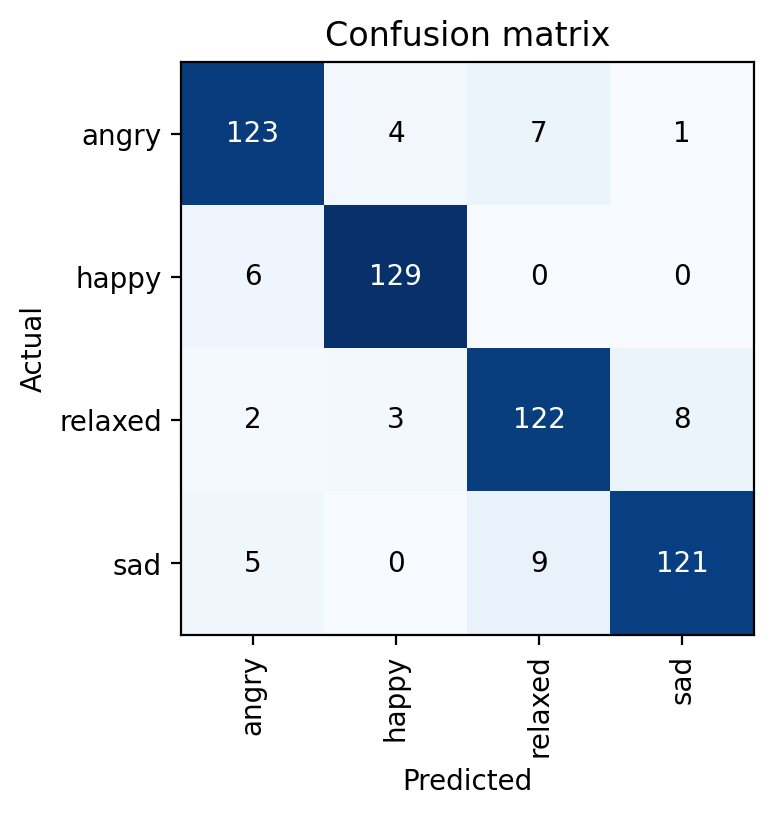 Confusion matrix
angry 123 4 7 1
happy 6 129 0 0
Actual
relaxed 2 3 122 8
sad 5 0 9 121
angry happy relaxed sad
Predicted